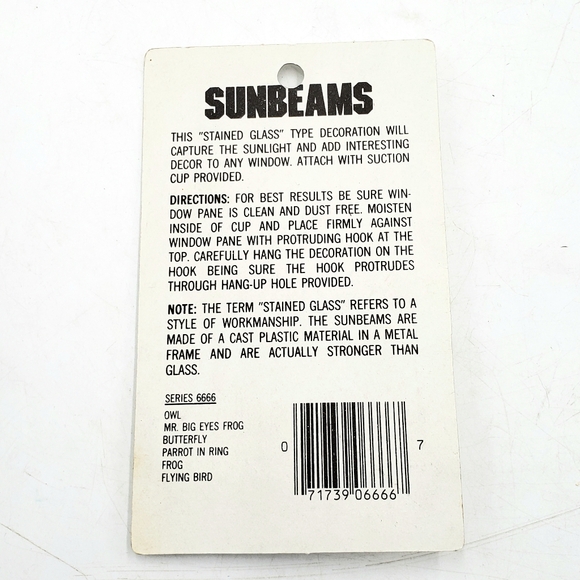 SUNBEAMS
THIS "STAINED GLASS" TYPE DECORATION WILL
CAPTURE THE SUNLIGHT AND ADD INTERESTING
DECOR TO ANY WINDOW. ATTACH WITH SUCTION
CUP PROVIDED.
DIRECTIONS: FOR BEST RESULTS BE SURE WIN-
DOW PANE IS CLEAN AND DUST FREE. MOISTEN
INSIDE OF CUP AND PLACE FIRMLY AGAINST
WINDOW PANE WITH PROTRUDING HOOK AT THE
TOP. CAREFULLY HANG THE DECORATION ON THE
HOOK BEING SURE THE HOOK PROTRUDES
THROUGH HANG-UP HOLE PROVIDED.
NOTE: THE TERM "STAINED GLASS" REFERS TO A
STYLE OF WORKMANSHIP. THE SUNBEAMS ARE
MADE OF A CAST PLASTIC MATERIAL IN A METAL
FRAME AND ARE ACTUALLY STRONGER THAN
GLASS.
SERIES 6666
OWL
MR. BIG EYES FROG
BUTTERFLY
PARROT IN RING
FROG
FLYING BIRD
0 71739 06666 7